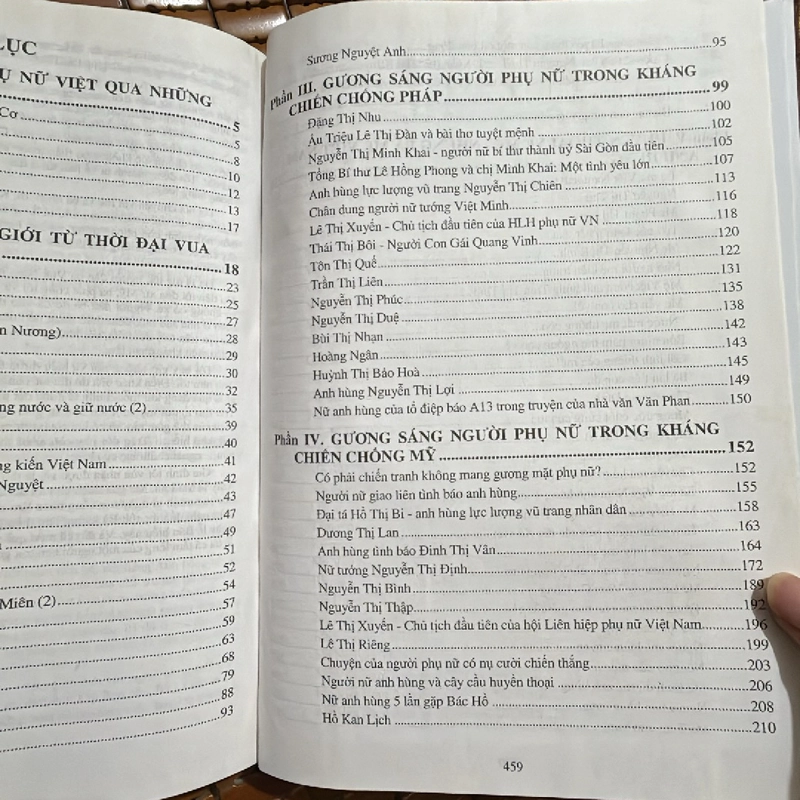 LỤC
Ụ NỮ VIỆT QUA NHỮNG
5
Cơ 5
8
10
12
13
17
GIỚI TỪ THỜI ĐẠI VUA
18
23
25
27
n Nương) 28
29
30
32
ng nước và giữ nước (2) 35
39
40
g kiến Việt Nam 41
Nguyệt 42
43
47
49
51
52
54
Miên (2) 57
59
63
68
79
88
93
Sương Nguyệt Anh 95
Phần III. GƯƠNG SÁNG NGƯỜI PHỤ NỮ TRONG KHÁNG
CHIẾN CHỐNG PHÁP 99
Đặng Thị Nhu 100
Ấu Triệu Lê Thị Đàn và bài thơ tuyệt mệnh 102
Nguyễn Thị Minh Khai - người nữ bí thư thành uỷ Sài Gòn đầu tiên 105
Tổng Bí thư Lê Hồng Phong và chị Minh Khai: Một tình yêu lớn 107
Anh hùng lực lượng vũ trang Nguyễn Thị Chiên 113
Chân dung người nữ tướng Việt Minh 116
Lê Thị Xuyến - Chủ tịch đầu tiên của HLH phụ nữ VN 118
Thái Thị Bôi - Người Con Gái Quang Vinh 120
Tôn Thị Quế 122
Trần Thị Liên 131
Nguyễn Thị Phúc 135
Nguyễn Thị Duệ 138
Bùi Thị Nhạn 142
Hoàng Ngân 143
Huỳnh Thị Bảo Hoà 145
Anh hùng Nguyễn Thị Lợi 149
Nữ anh hùng của tổ điệp báo A13 trong truyện của nhà văn Văn Phan 150
Phần IV. GƯƠNG SÁNG NGƯỜI PHỤ NỮ TRONG KHÁNG
CHIẾN CHỐNG MỸ 152
Có phải chiến tranh không mang gương mặt phụ nữ? 152
Người nữ giao liên tình báo anh hùng 155
Đại tá Hồ Thị Bi - anh hùng lực lượng vũ trang nhân dân 158
Dương Thị Lan 163
Anh hùng tình báo Đinh Thị Vân 164
Nữ tướng Nguyễn Thị Định 172
Nguyễn Thị Bình 189
Nguyễn Thị Thập 192
Lê Thị Xuyến - Chủ tịch đầu tiên của hội Liên hiệp phụ nữ Việt Nam 196
Lê Thị Riêng 199
Chuyện của người phụ nữ có nụ cười chiến thắng 203
Người nữ anh hùng và cây cầu huyền thoại 206
Nữ anh hùng 5 lần gặp Bác Hồ 208
Hồ Kan Lịch 210
459